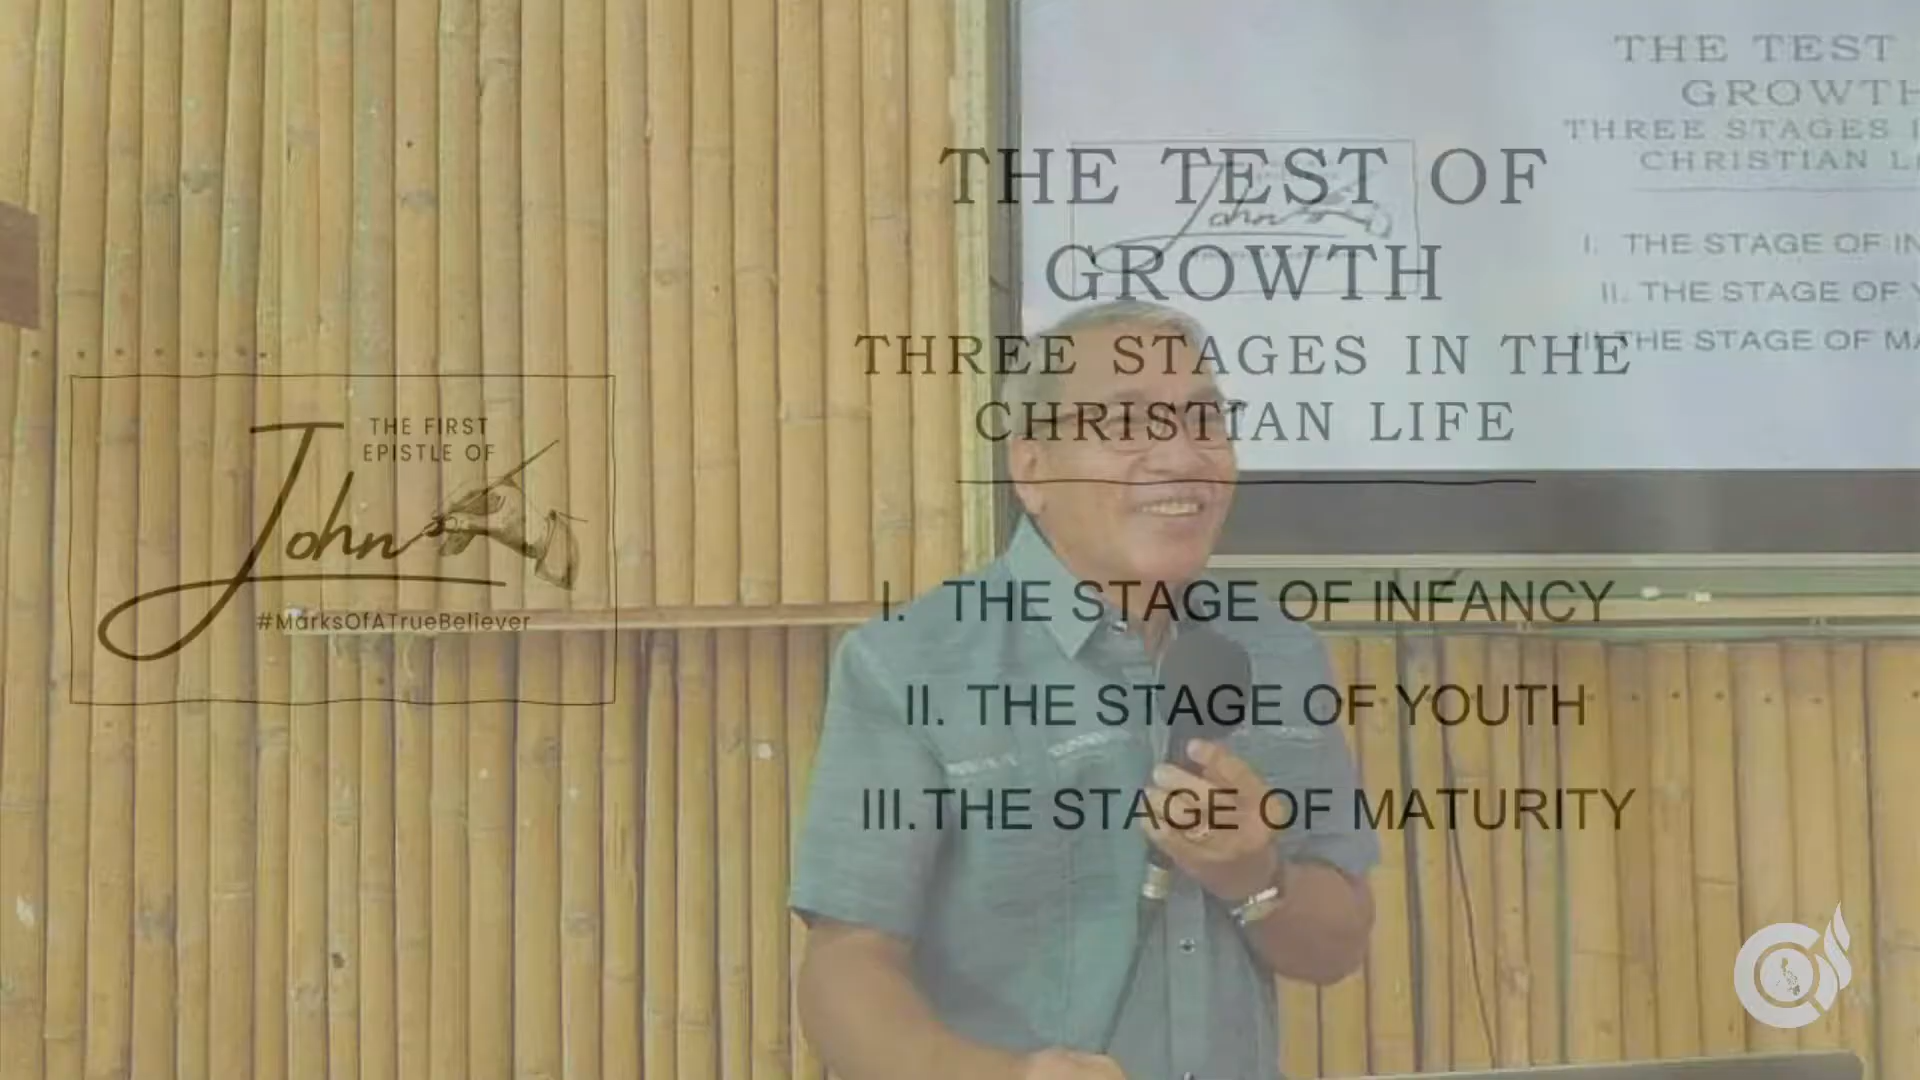 THE FIRST
EPISTLE OF
John
#MarksOfATrueBeliever
THE TEST OF
GROWTH
THREE STAGES IN THE
CHRISTIAN LIFE
I. THE STAGE OF INFANCY
II. THE STAGE OF YOUTH
III.THE STAGE OF MATURITY
THE TEST
GROWTH
THREE STAGES
CHRISTIAN
John
I. THE STAGE OF
II. THE STAGE OF
III.THE STAGE OF